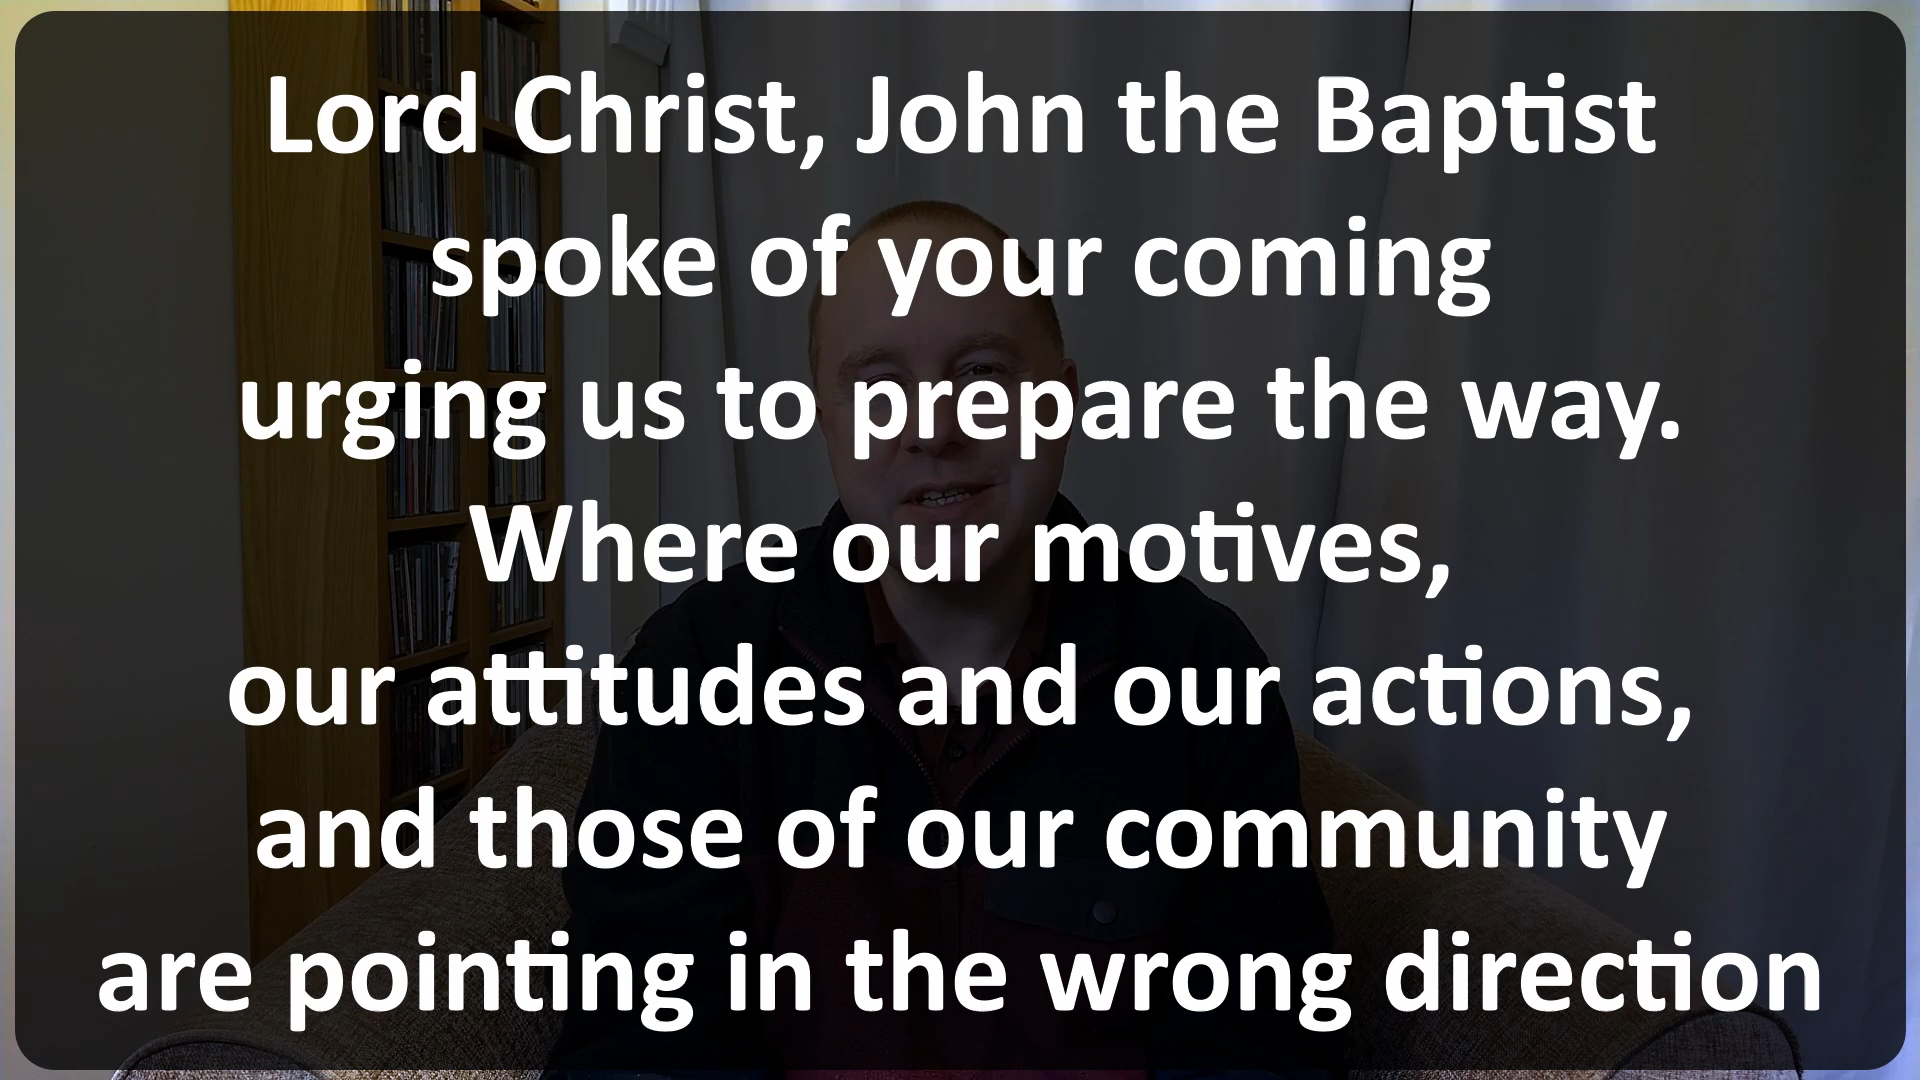 Lord Christ, John the Baptist
spoke of your coming
urging us to prepare the way.
Where our motives,
our attitudes and our actions,
and those of our community
are pointing in the wrong direction